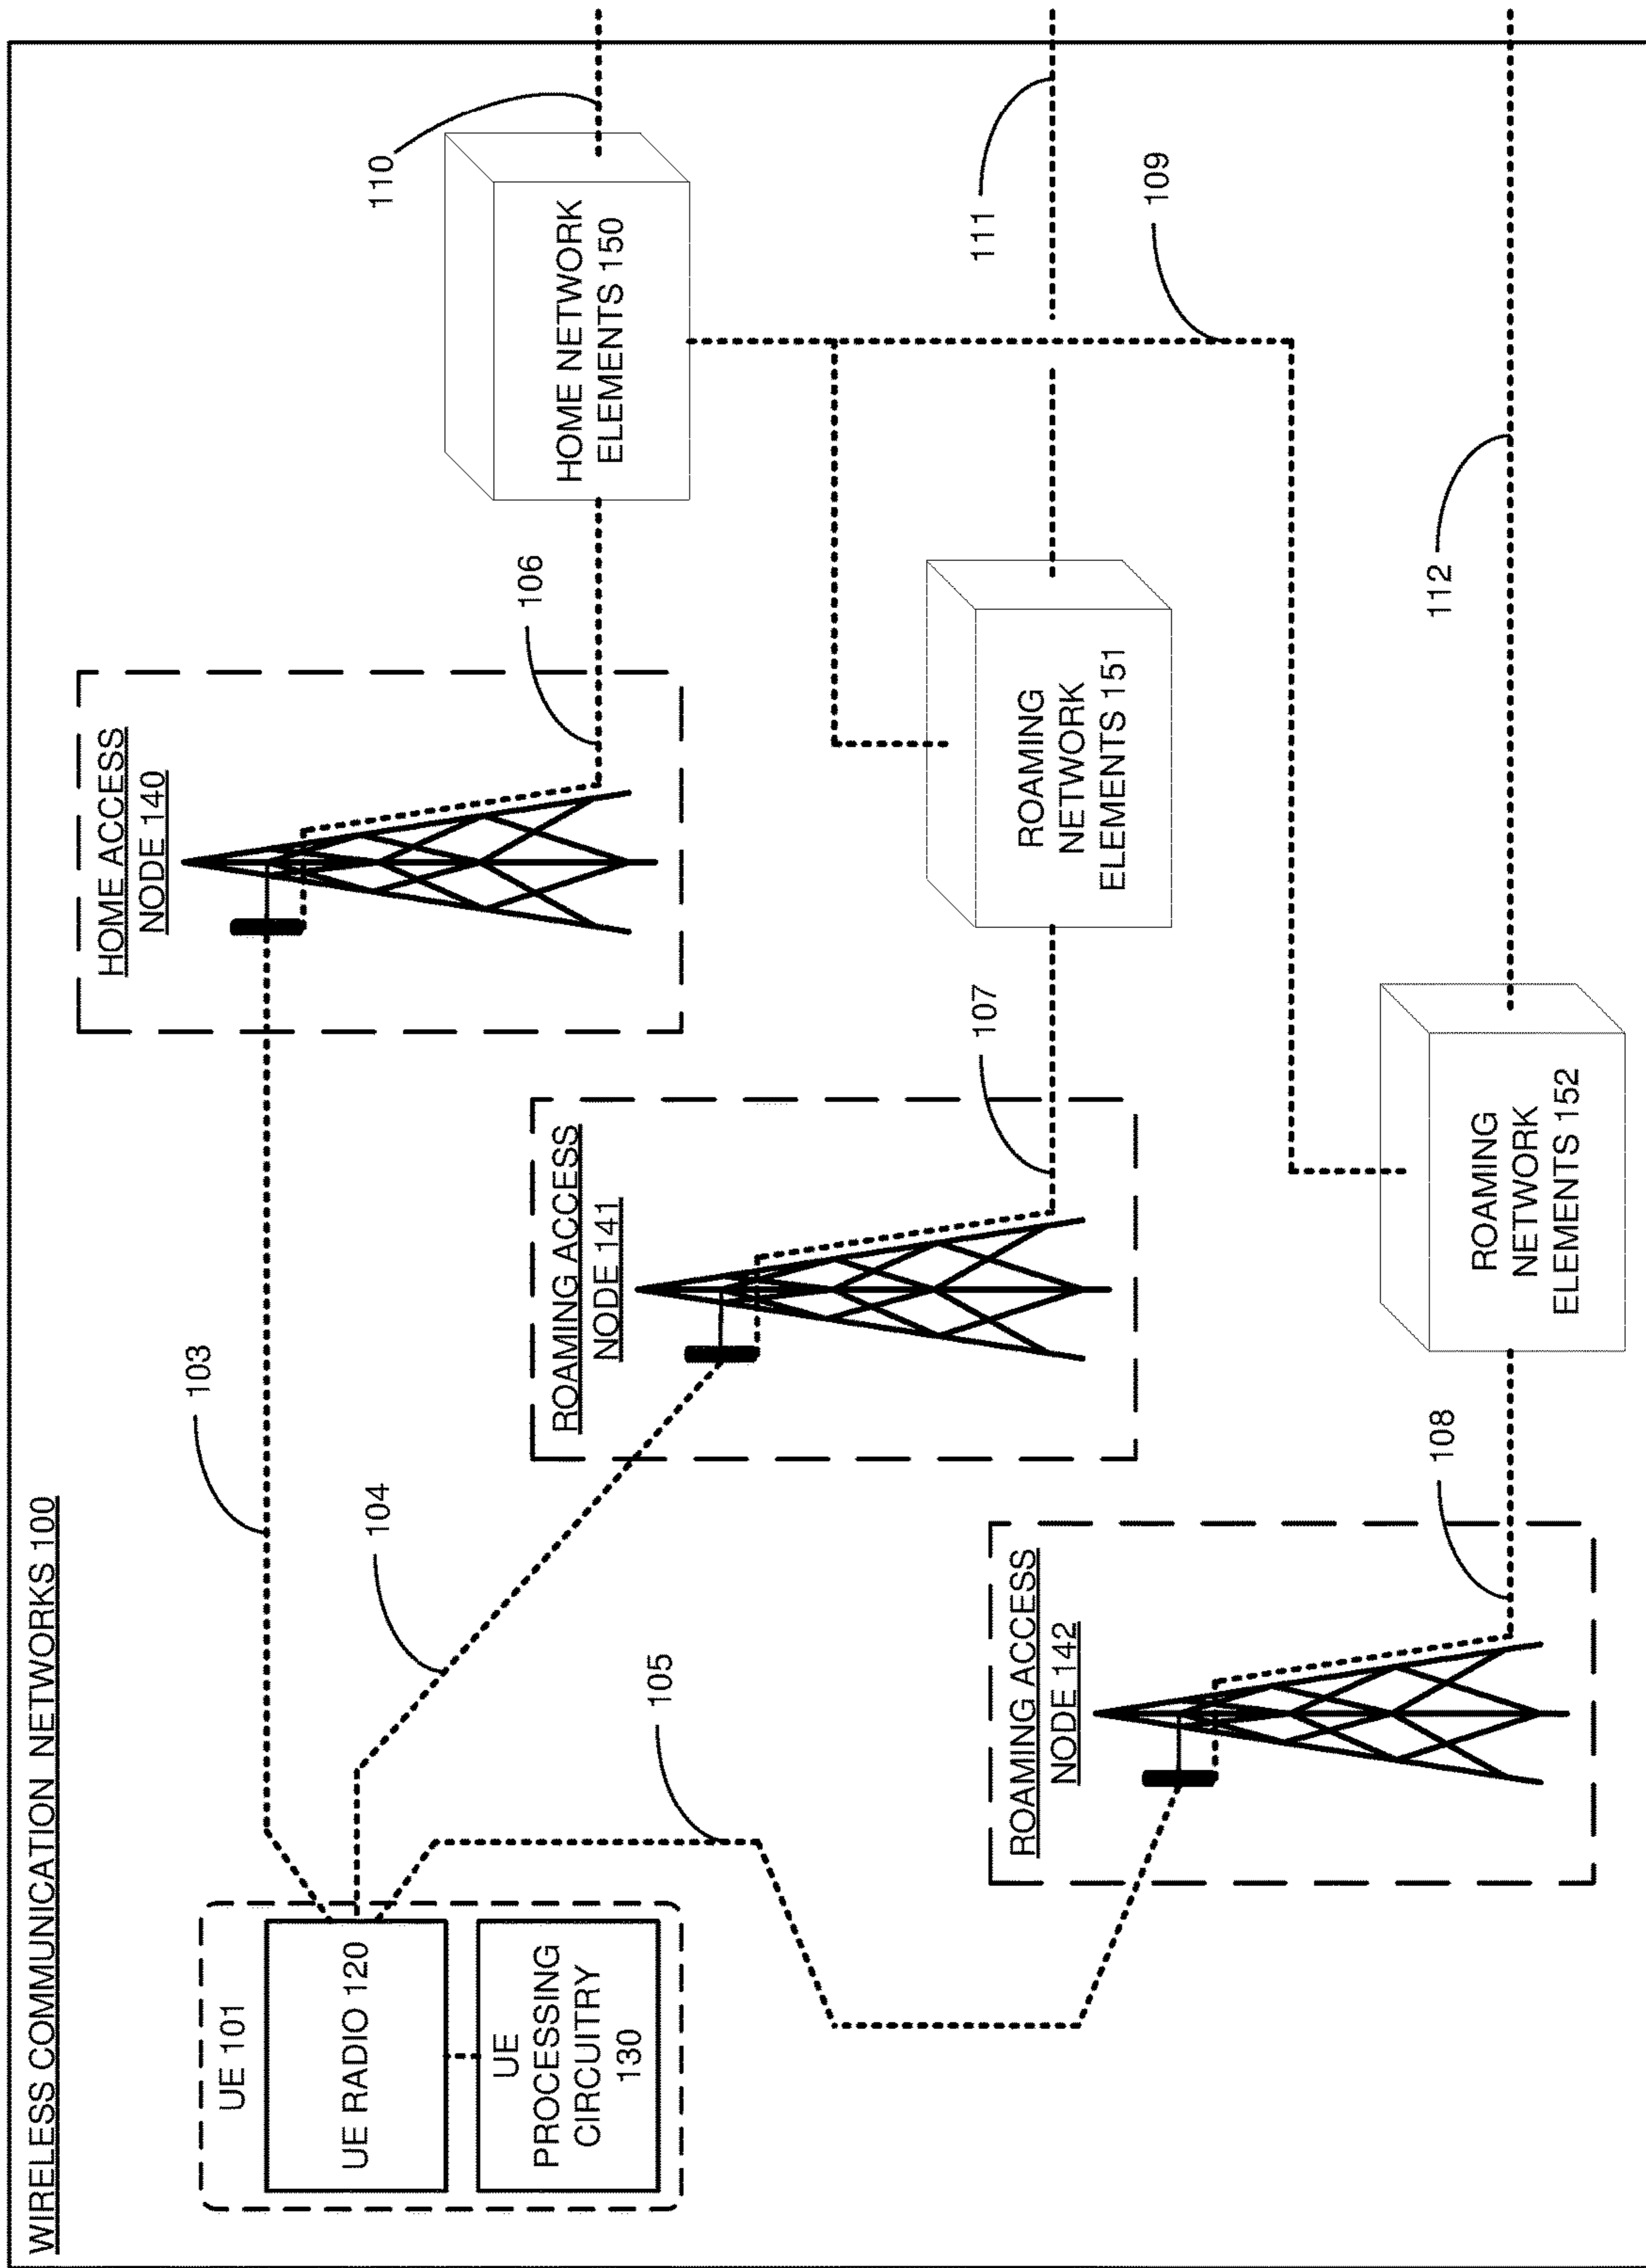 WIRELESS COMMUNICATION NETWORKS 100
UE 101
UE RADIO 120
UE
PROCESSING
CIRCUITRY
130
103
104
105
HOME ACCESS
NODE 140
ROAMING ACCESS
NODE 141
ROAMING ACCESS
NODE 142
106
107
108
HOME NETWORK
ELEMENTS 150
ROAMING
NETWORK
ELEMENTS 151
ROAMING
NETWORK
ELEMENTS 152
110
111
109
112